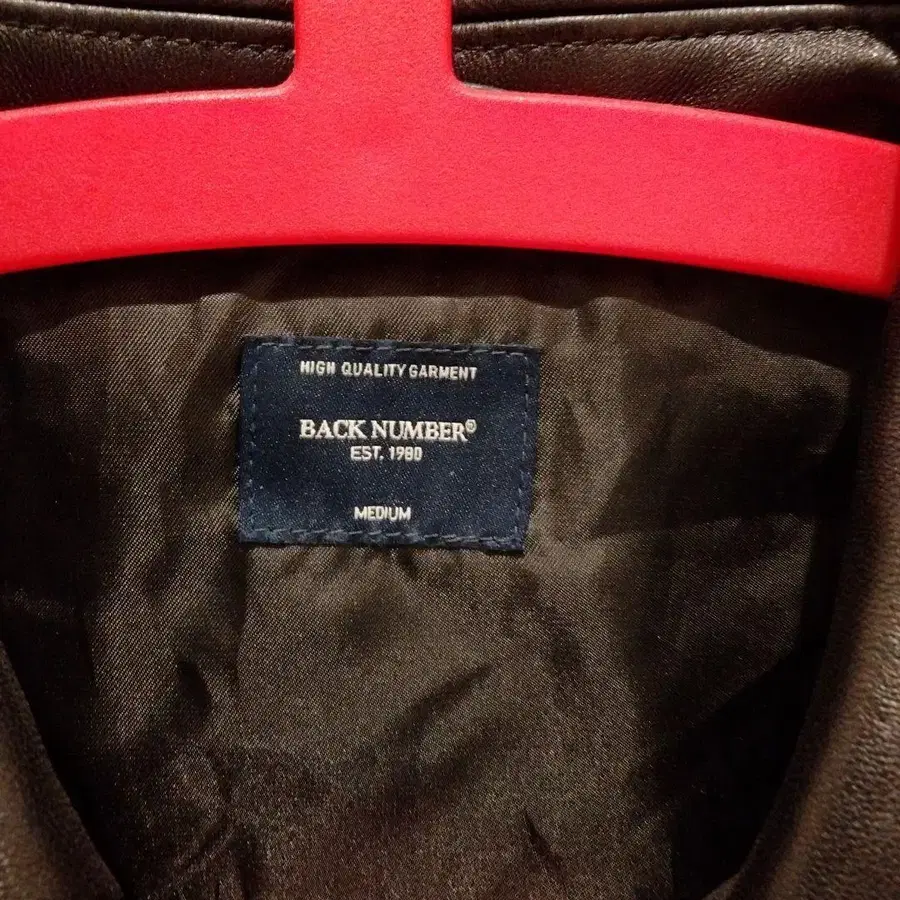 HIGH QUALITY GARMENT
BACK NUMBER®
EST. 1980
MEDIUM